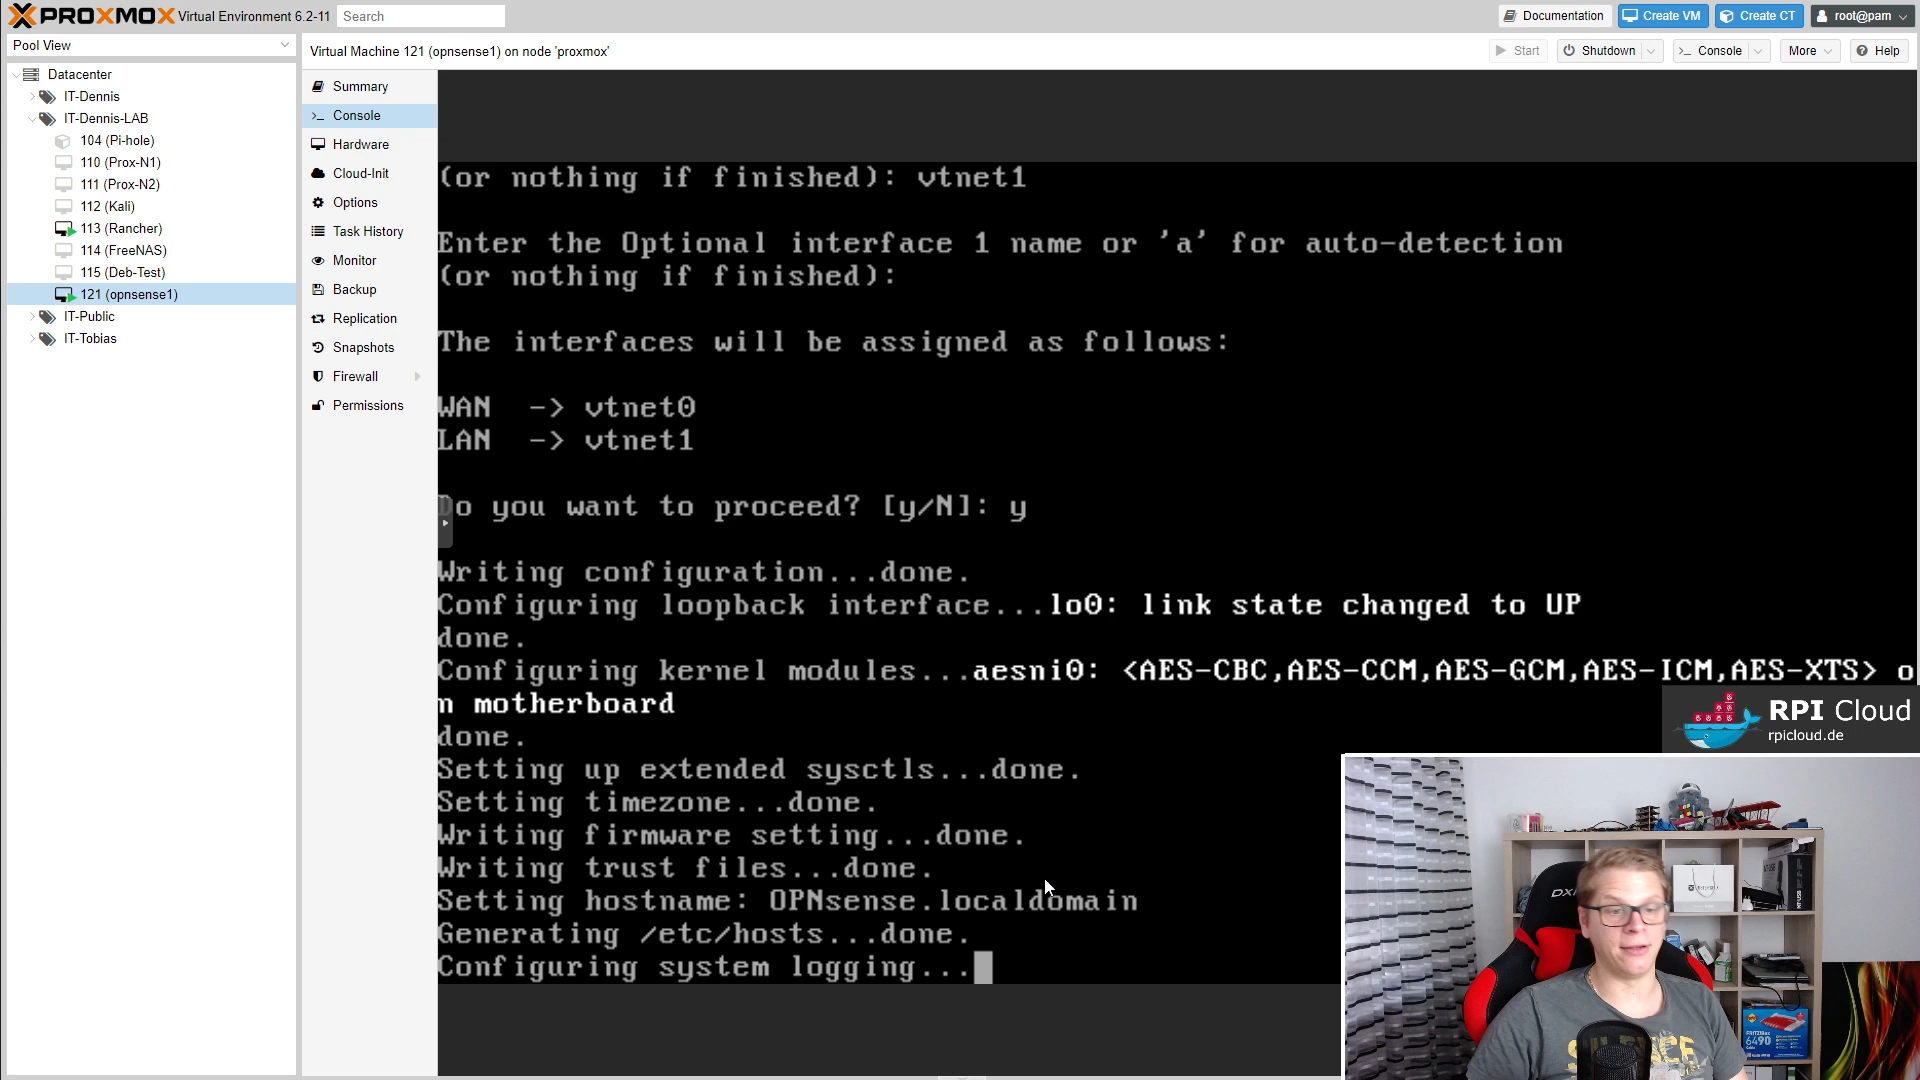 PROXMOX Virtual Environment 6.2-11 Search Documentation Create VM Create CT root@pam
Pool View
Virtual Machine 121 (opnsense1) on node 'proxmox' Start Shutdown Console More Help
Datacenter
IT-Dennis
IT-Dennis-LAB
104 (Pi-hole)
110 (Prox-N1)
111 (Prox-N2)
112 (Kali)
113 (Rancher)
114 (FreeNAS)
115 (Deb-Test)
121 (opnsense1)
IT-Public
IT-Tobias
Summary
Console
Hardware
Cloud-Init
Options
Task History
Monitor
Backup
Replication
Snapshots
Firewall
Permissions
(or nothing if finished): vtnet1
Enter the Optional interface 1 name or 'a' for auto-detection
(or nothing if finished):
The interfaces will be assigned as follows:
WAN -> vtnet0
LAN -> vtnet1
Do you want to proceed? [y/N]: y
Writing configuration...done.
Configuring loopback interface...lo0: link state changed to UP
done.
Configuring kernel modules...aesni0: <AES-CBC,AES-CCM,AES-GCM,AES-ICM,AES-XTS> o
n motherboard
done.
Setting up extended sysctls...done.
Setting timezone...done.
Writing firmware setting...done.
Writing trust files...done.
Setting hostname: OPNsense.localdomain
Generating /etc/hosts...done.
Configuring system logging...
RPI Cloud
rpicloud.de
FRITZ!Box
6490